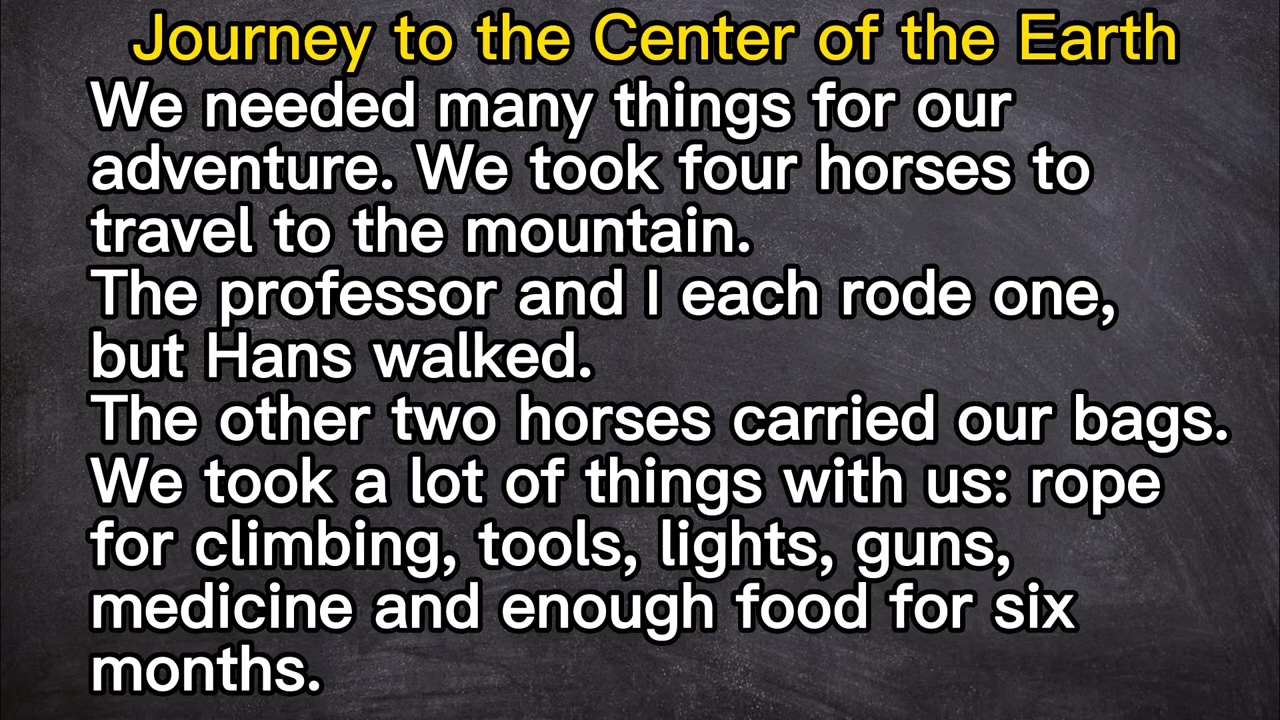 Journey to the Center of the Earth
We needed many things for our
adventure. We took four horses to
travel to the mountain.
The professor and I each rode one,
but Hans walked.
The other two horses carried our bags.
We took a lot of things with us: rope
for climbing, tools, lights, guns,
medicine and enough food for six
months.